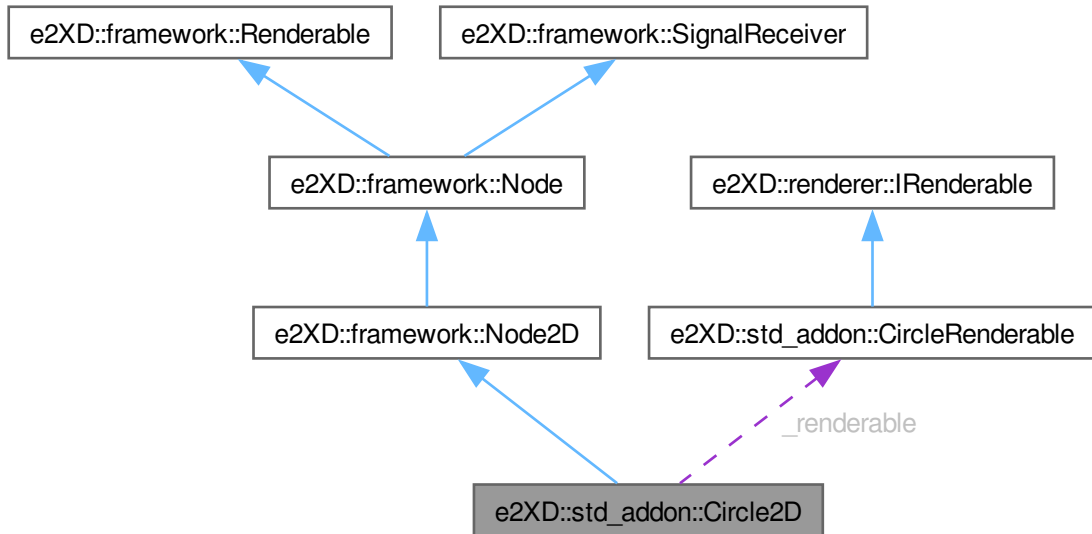 e2XD::framework::Renderable
e2XD::framework::SignalReceiver
e2XD::framework::Node
e2XD::renderer::IRenderable
e2XD::framework::Node2D
e2XD::std_addon::CircleRenderable
_renderable
e2XD::std_addon::Circle2D